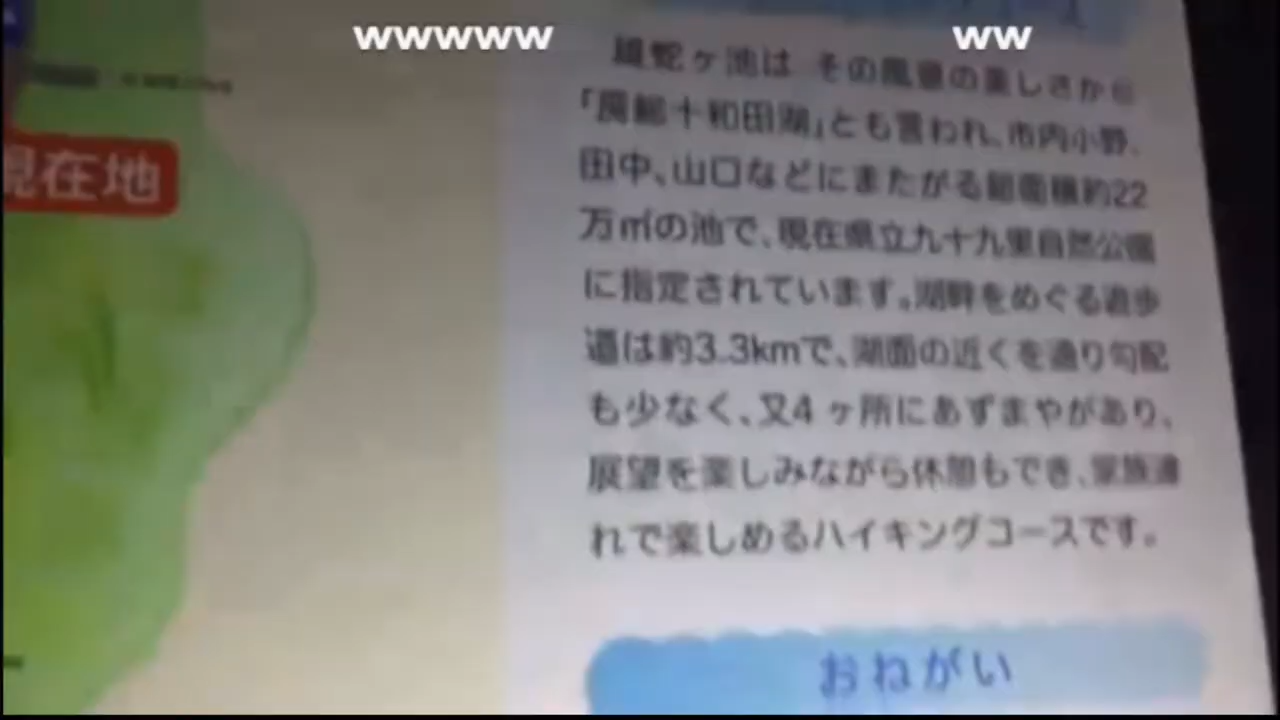 wwwww
ww
現在地
雄蛇ヶ池は その風景の美しさから
「房総十和田湖」とも言われ、市内小野、
田中、山口などにまたがる総面積約22
万㎡の池で、現在県立九十九里自然公園
に指定されています。湖畔をめぐる遊歩
道は約3.3kmで、湖面の近くを通り勾配
も少なく、又4ヶ所にあずまやがあり、
展望を楽しみながら休憩もでき、家族連
れで楽しめるハイキングコースです。
おねがい